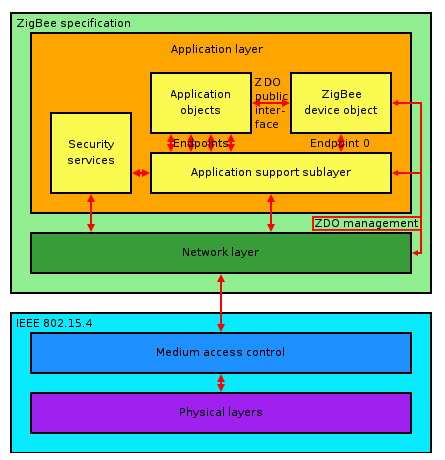 ZigBee specification
Application layer
Application
objects
ZDO
public
inter-
face
ZigBee
device object
Security
services
Endpoints
Endpoint 0
Application support sublayer
ZDO management
Network layer
IEEE 802.15.4
Medium access control
Physical layers